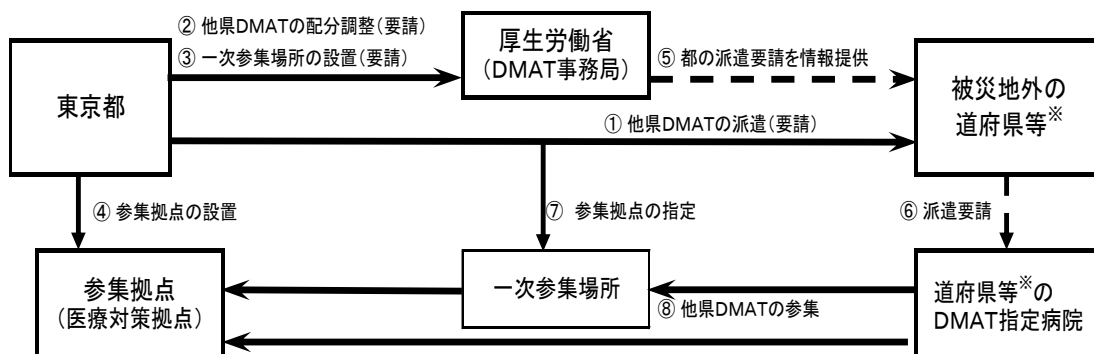 ② 他県DMATの配分調整（要請）
③ 一次参集場所の設置（要請）
厚生労働省
（DMAT事務局）
⑤ 都の派遣要請を情報提供
東京都
被災地外の
道府県等※
① 他県DMATの派遣（要請）
④ 参集拠点の設置
⑦ 参集拠点の指定
⑥ 派遣要請
参集拠点
（医療対策拠点）
一次参集場所
道府県等※の
DMAT指定病院
⑧ 他県DMATの参集